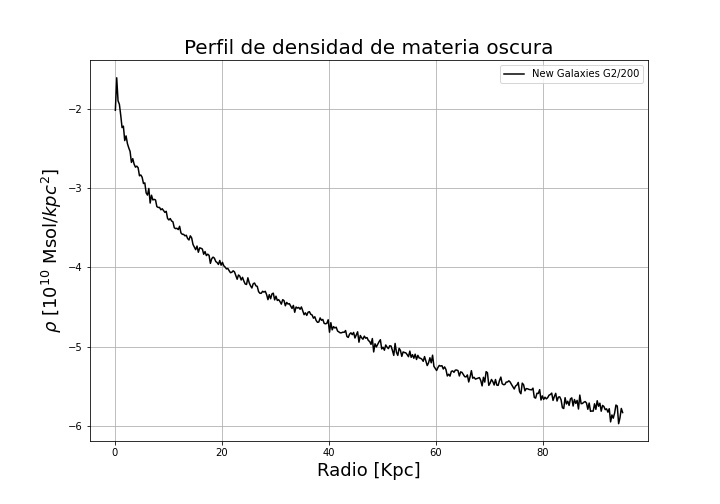 Perfil de densidad de materia oscura
New Galaxies G2/200
ρ [10¹⁰ Msol/kpc²]
−2
−3
−4
−5
−6
0 20 40 60 80
Radio [Kpc]